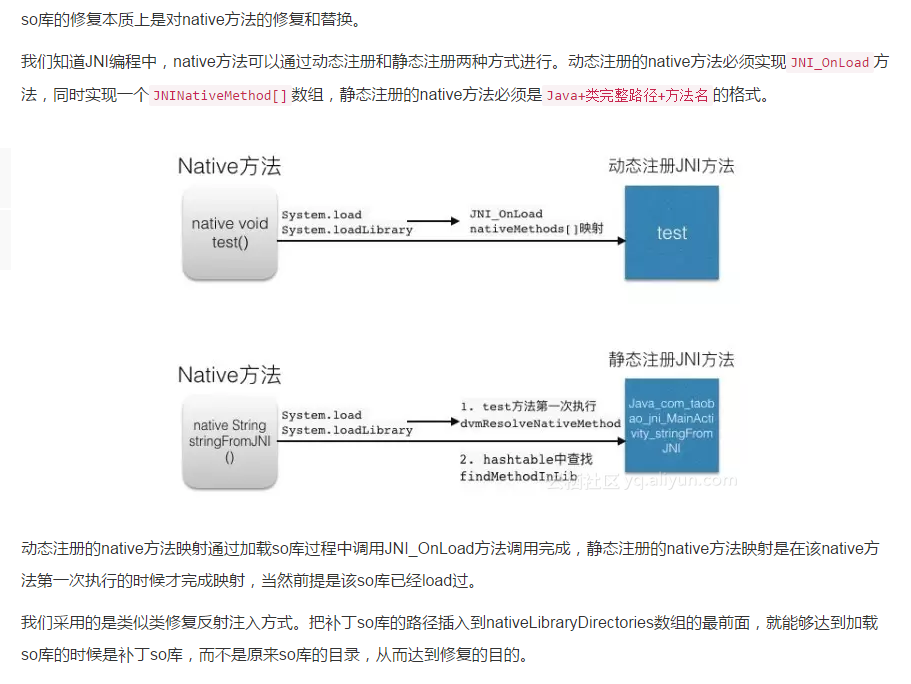 so库的修复本质上是对native方法的修复和替换。
我们知道JNI编程中，native方法可以通过动态注册和静态注册两种方式进行。动态注册的native方法必须实现 JNI_OnLoad 方
法，同时实现一个 JNINativeMethod[] 数组，静态注册的native方法必须是 Java+类完整路径+方法名 的格式。
Native方法
动态注册JNI方法
native void
test()
System.load
System.loadLibrary
JNI_OnLoad
nativeMethods[]映射
test
Native方法
静态注册JNI方法
native String
stringFromJNI
()
System.load
System.loadLibrary
1. test方法第一次执行
dvmResolveNativeMethod
2. hashtable中查找
findMethodInLib
Java_com_taob
ao_jni_MainActi
vity_stringFrom
JNI
云栖社区 yq.aliyun.com
动态注册的native方法映射通过加载so库过程中调用JNI_OnLoad方法调用完成，静态注册的native方法映射是在该native方
法第一次执行的时候才完成映射，当然前提是该so库已经load过。
我们采用的是类似类修复反射注入方式。把补丁so库的路径插入到nativeLibraryDirectories数组的最前面，就能够达到加载
so库的时候是补丁so库，而不是原来so库的目录，从而达到修复的目的。